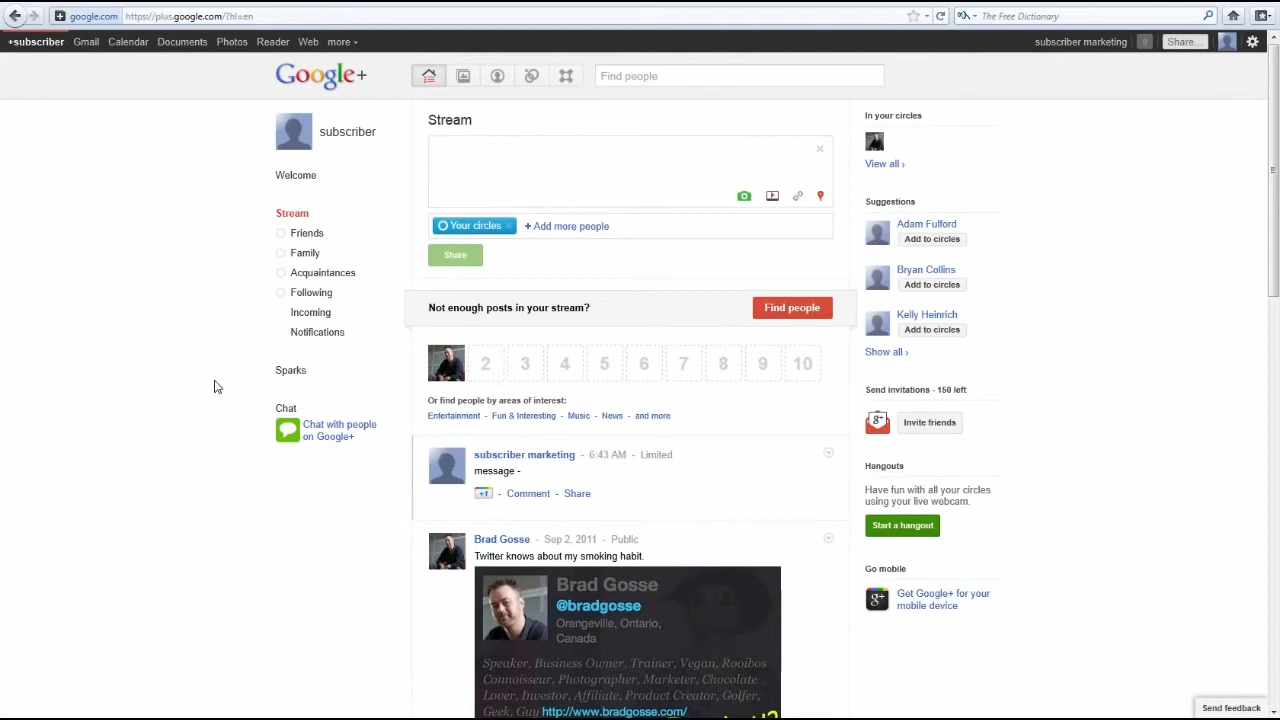 google.com https://plus.google.com/?hl=en
The Free Dictionary
+subscriber Gmail Calendar Documents Photos Reader Web more
subscriber marketing Share...
Google+
Find people
subscriber
Welcome
Stream
Friends
Family
Acquaintances
Following
Incoming
Notifications
Sparks
Chat
Chat with people
on Google+
Stream
Your circles
+ Add more people
Share
Not enough posts in your stream?
Find people
2 3 4 5 6 7 8 9 10
Or find people by areas of interest:
Entertainment - Fun & Interesting - Music - News - and more
subscriber marketing - 6:43 AM - Limited
message -
+1 - Comment - Share
Brad Gosse - Sep 2, 2011 - Public
Twitter knows about my smoking habit.
Brad Gosse
@bradgosse
Orangeville, Ontario,
Canada
Speaker, Business Owner, Trainer, Vegan, Rooibos
Connoisseur, Photographer, Marketer, Chocolate
Lover, Investor, Affiliate, Product Creator, Golfer,
Geek, Guy http://www.bradgosse.com/
In your circles
View all ›
Suggestions
Adam Fulford
Add to circles
Bryan Collins
Add to circles
Kelly Heinrich
Add to circles
Show all ›
Send invitations - 150 left
g+
Invite friends
Hangouts
Have fun with all your circles
using your live webcam.
Start a hangout
Go mobile
g+
Get Google+ for your
mobile device
Send feedback